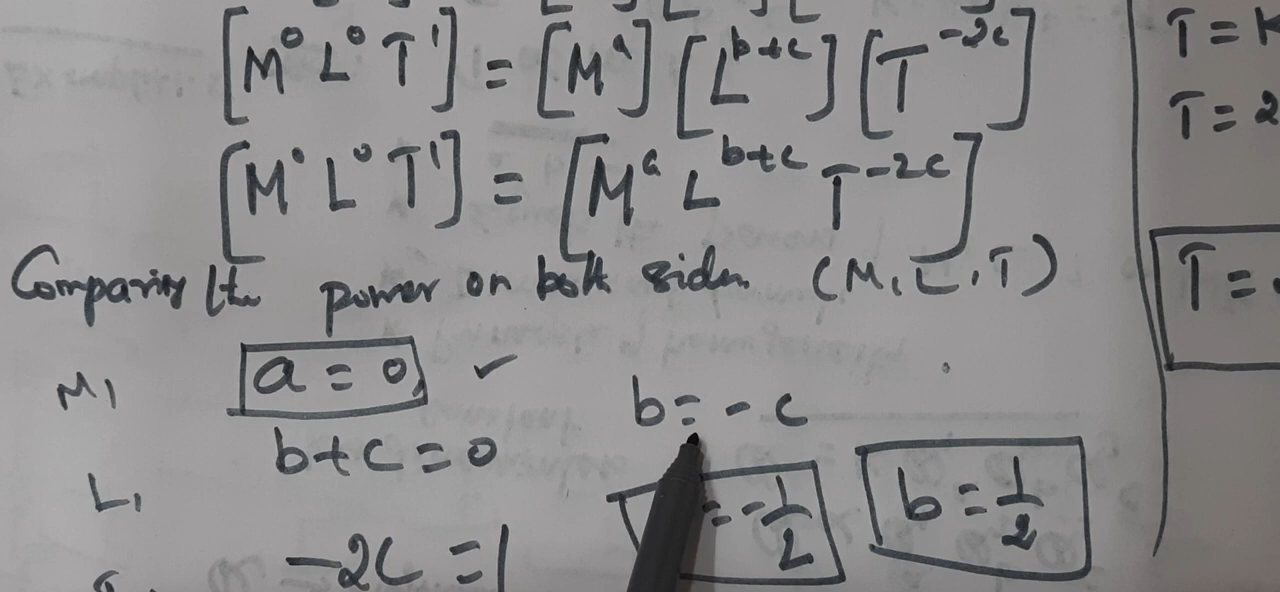 [M⁰ L⁰ T¹] = [Mᵃ] [Lᵇ⁺ᶜ] [T⁻²ᶜ]
[M⁰ L⁰ T¹] = [Mᵃ Lᵇ⁺ᶜ T⁻²ᶜ]
Comparing the power on both sides (M, L, T)
M, a = 0 ✓
b = - c
b + c = 0
L,
= -1/2 b = 1/2
-2c = 1
T = K
T = 2
T =